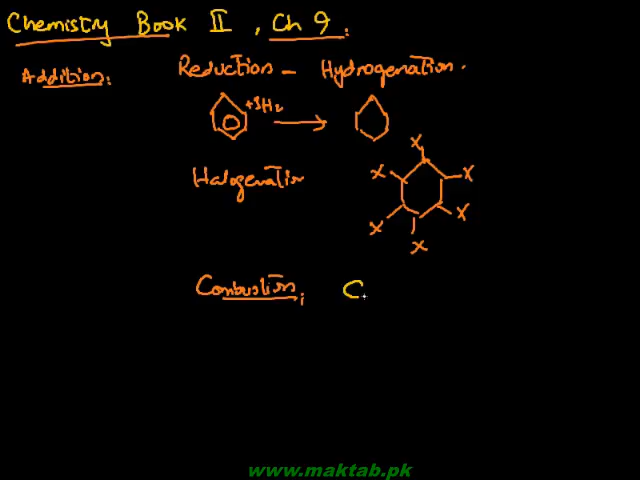 Chemistry Book II, Ch 9.
Addition: Reduction - Hydrogenation.
+3H₂
Halogenation
X
X X
X X
X
Combustion; C
www.maktab.pk